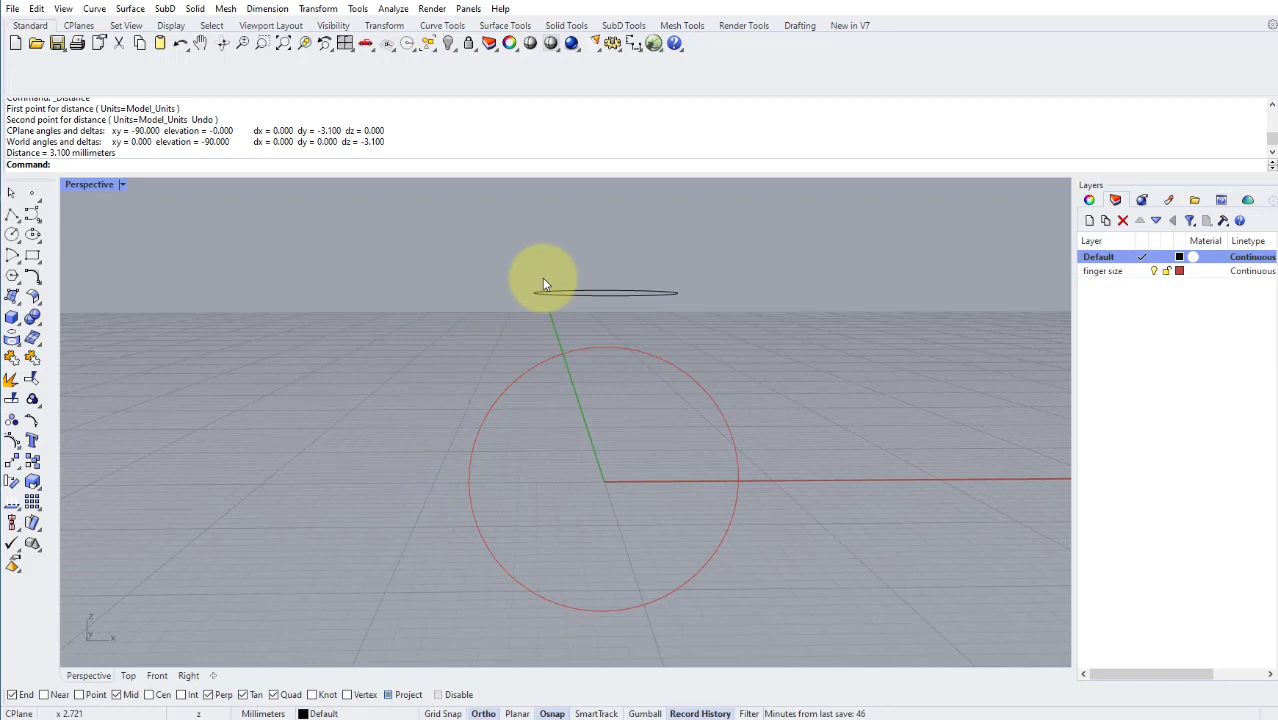 File Edit View Curve Surface SubD Solid Mesh Dimension Transform Tools Analyze Render Panels Help
Standard CPlanes Set View Display Select Viewport Layout Visibility Transform Curve Tools Surface Tools Solid Tools SubD Tools Mesh Tools Render Tools Drafting New in V7
Command: _Distance
First point for distance ( Units=Model_Units )
Second point for distance ( Units=Model_Units Undo )
CPlane angles and deltas: xy = -90.000 elevation = -0.000 dx = 0.000 dy = -3.100 dz = 0.000
World angles and deltas: xy = 0.000 elevation = -90.000 dx = 0.000 dy = 0.000 dz = -3.100
Distance = 3.100 millimeters
Command:
Perspective
Layers
Layer Material Linetype
Default Continuous
finger size Continuous
z
y x
Perspective Top Front Right
End Near Point Mid Cen Int Perp Tan Quad Knot Vertex Project Disable
CPlane x 2.721 z Millimeters Default Grid Snap Ortho Planar Osnap SmartTrack Gumball Record History Filter Minutes from last save: 46